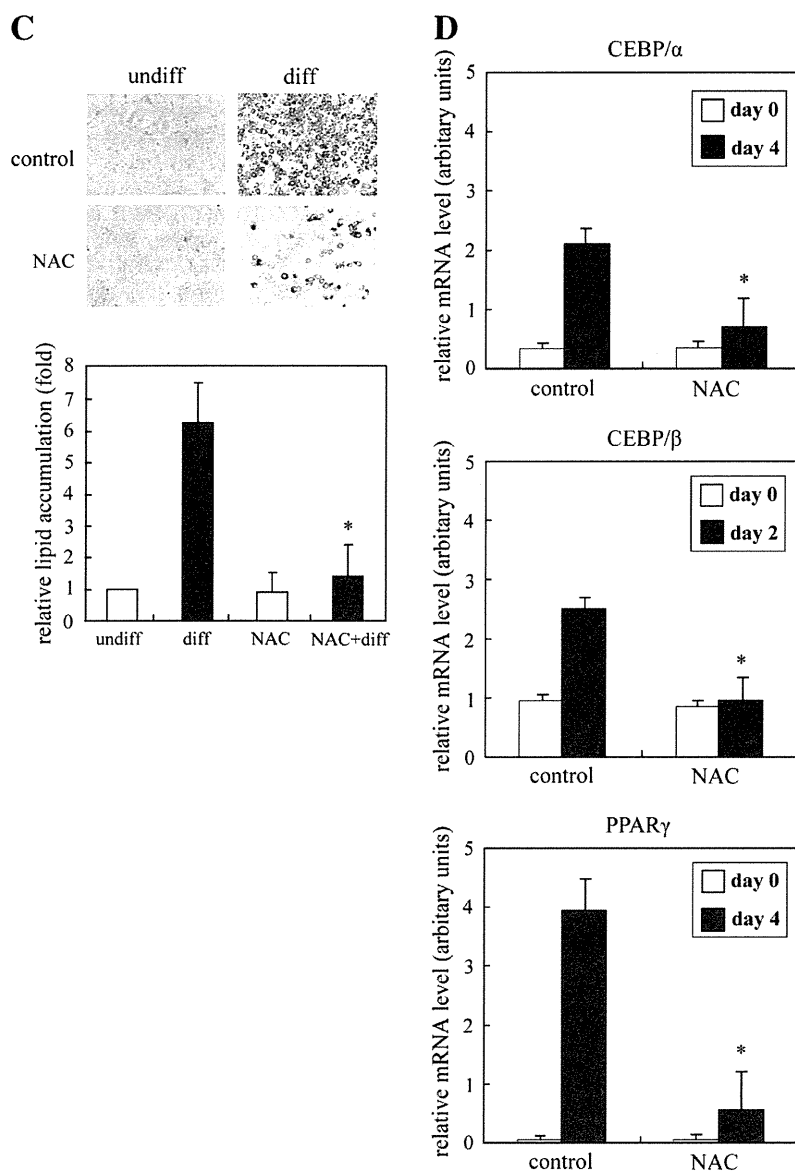 C
undiff diff
control
NAC
relative lipid accumulation (fold)
8
7
6
5
4
3
2
1
0
*
undiff diff NAC NAC+diff
D
CEBP/α
relative mRNA level (arbitary units)
5
4
3
2
1
0
day 0
day 4
*
control NAC
CEBP/β
relative mRNA level (arbitary units)
5
4
3
2
1
0
day 0
day 2
*
control NAC
PPARγ
relative mRNA level (arbitary units)
5
4
3
2
1
0
day 0
day 4
*
control NAC